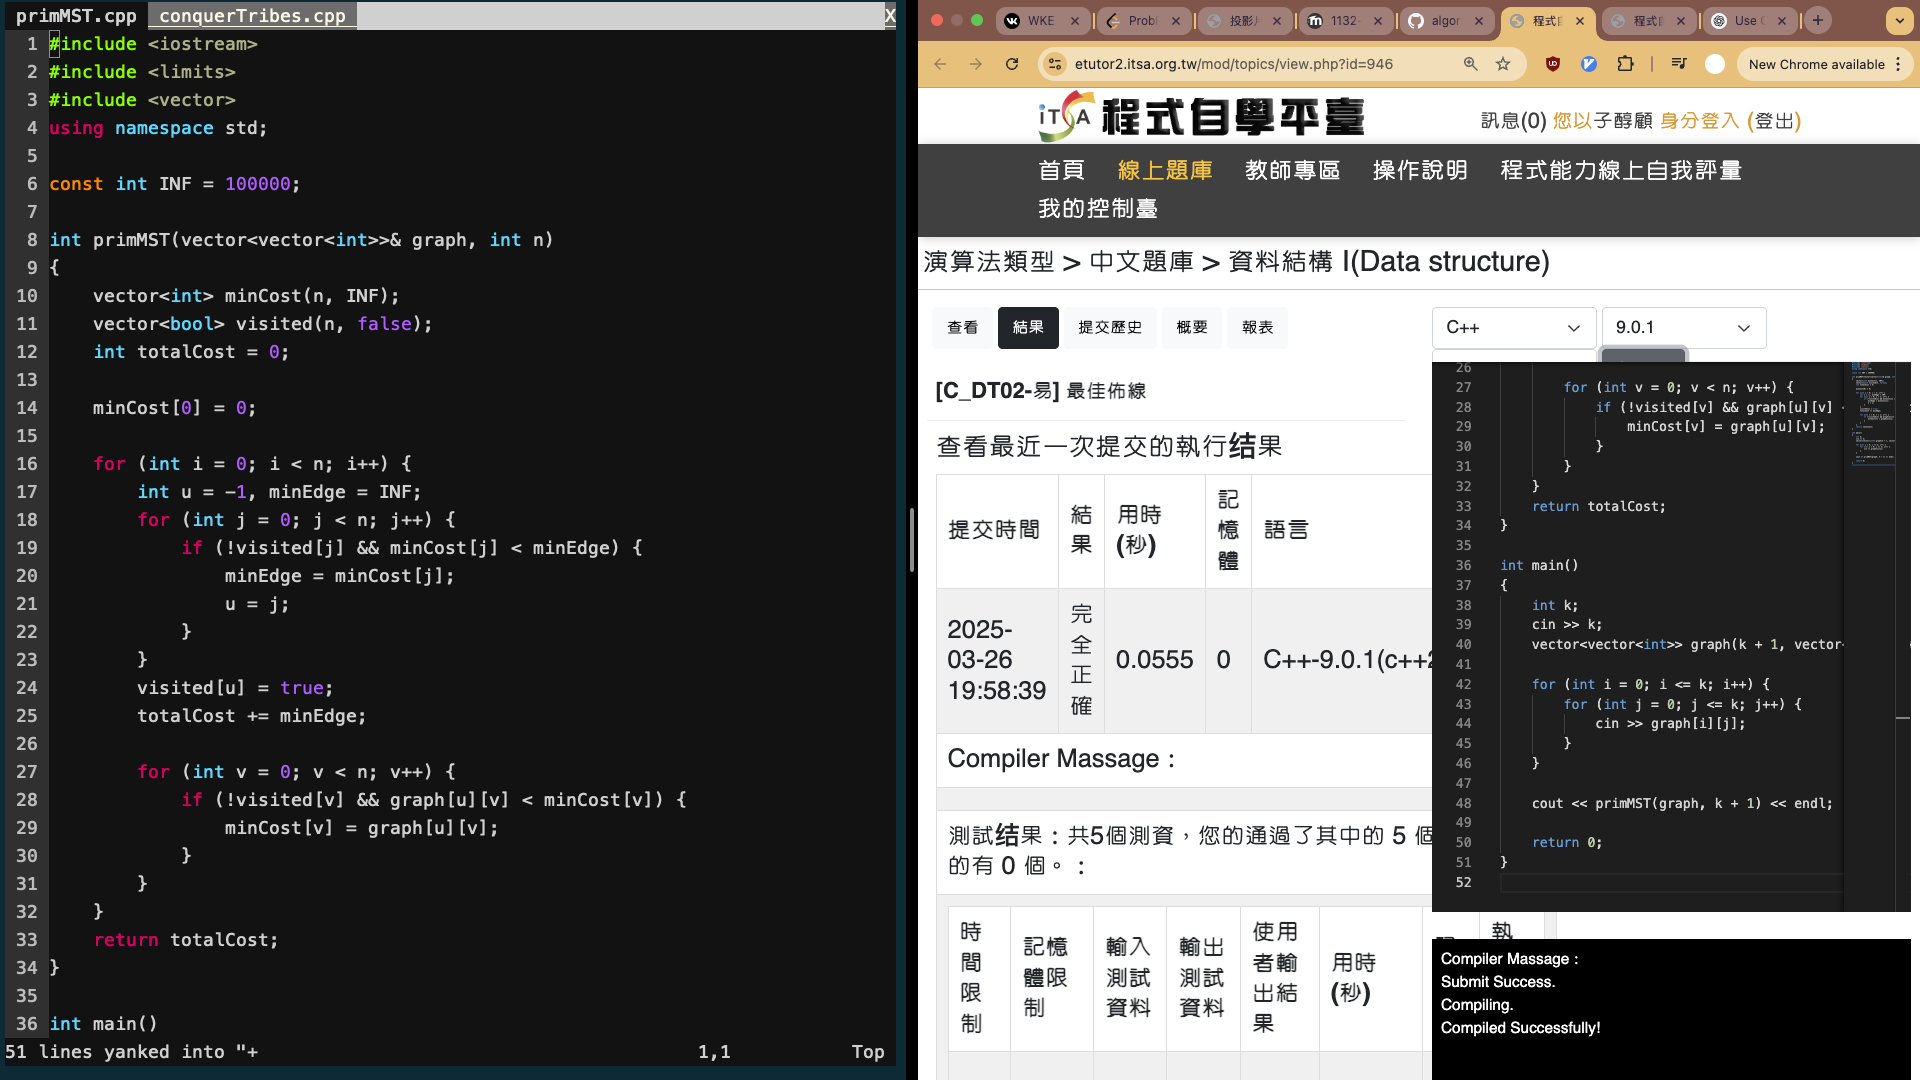 primMST.cpp conquerTribes.cpp X
1 #include <iostream>
2 #include <limits>
3 #include <vector>
4 using namespace std;
5
6 const int INF = 100000;
7
8 int primMST(vector<vector<int>>& graph, int n)
9 {
10 vector<int> minCost(n, INF);
11 vector<bool> visited(n, false);
12 int totalCost = 0;
13
14 minCost[0] = 0;
15
16 for (int i = 0; i < n; i++) {
17 int u = -1, minEdge = INF;
18 for (int j = 0; j < n; j++) {
19 if (!visited[j] && minCost[j] < minEdge) {
20 minEdge = minCost[j];
21 u = j;
22 }
23 }
24 visited[u] = true;
25 totalCost += minEdge;
26
27 for (int v = 0; v < n; v++) {
28 if (!visited[v] && graph[u][v] < minCost[v]) {
29 minCost[v] = graph[u][v];
30 }
31 }
32 }
33 return totalCost;
34 }
35
36 int main()
51 lines yanked into "+ 1,1 Top
WKE Probl 投影 1132- algor 程式 程式 Use
etutor2.itsa.org.tw/mod/topics/view.php?id=946
New Chrome available
iTSA 程式自學平臺
訊息(0) 您以子醇顧 身分登入 (登出)
首頁 線上題庫 教師專區 操作說明 程式能力線上自我評量
我的控制臺
演算法類型 > 中文題庫 > 資料結構 I(Data structure)
查看 結果 提交歷史 概要 報表
[C_DT02-易] 最佳佈線
查看最近一次提交的執行结果
提交時間 結果 用時(秒) 記憶體 語言
2025-03-26 19:58:39 完全正確 0.0555 0 C++-9.0.1(c++2
Compiler Massage :
測試结果：共5個測資，您的通過了其中的 5 個
的有 0 個。：
時間限制 記憶體限制 輸入測試資料 輸出測試資料 使用者輸出結果 用時(秒) 執
C++ 9.0.1
26
27 for (int v = 0; v < n; v++) {
28 if (!visited[v] && graph[u][v]
29 minCost[v] = graph[u][v];
30 }
31 }
32 }
33 return totalCost;
34 }
35
36 int main()
37 {
38 int k;
39 cin >> k;
40 vector<vector<int>> graph(k + 1, vector
41
42 for (int i = 0; i <= k; i++) {
43 for (int j = 0; j <= k; j++) {
44 cin >> graph[i][j];
45 }
46 }
47
48 cout << primMST(graph, k + 1) << endl;
49
50 return 0;
51 }
52
Compiler Massage :
Submit Success.
Compiling.
Compiled Successfully!